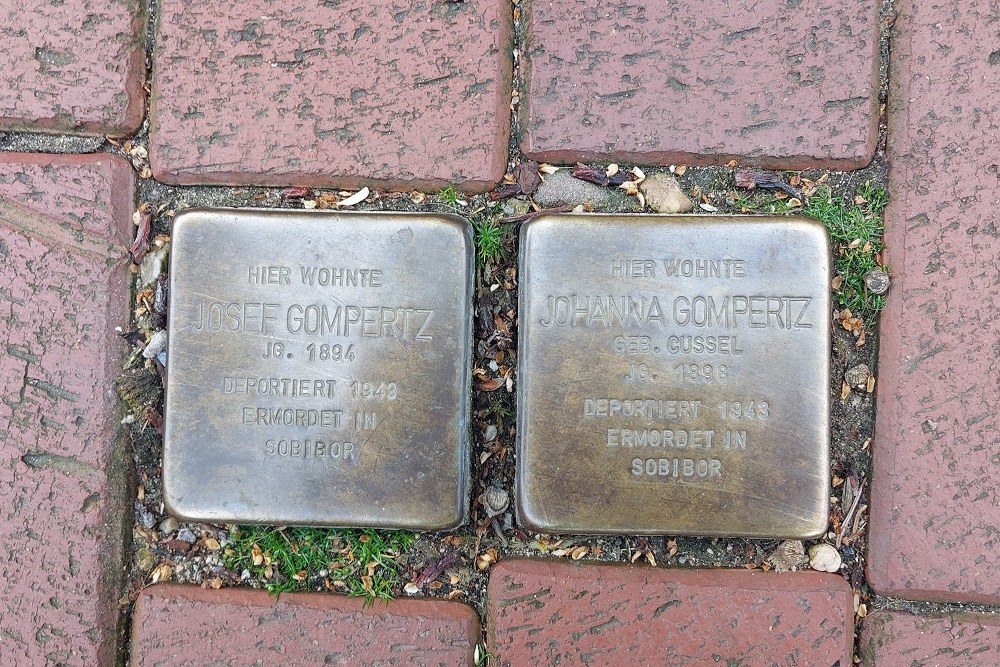 HIER WOHNTE
JOSEF GOMPERTZ
JG. 1894
DEPORTIERT 1943
ERMORDET IN
SOBIBOR
HIER WOHNTE
JOHANNA GOMPERTZ
GEB. CUSSEL
JG. 1898
DEPORTIERT 1943
ERMORDET IN
SOBIBOR